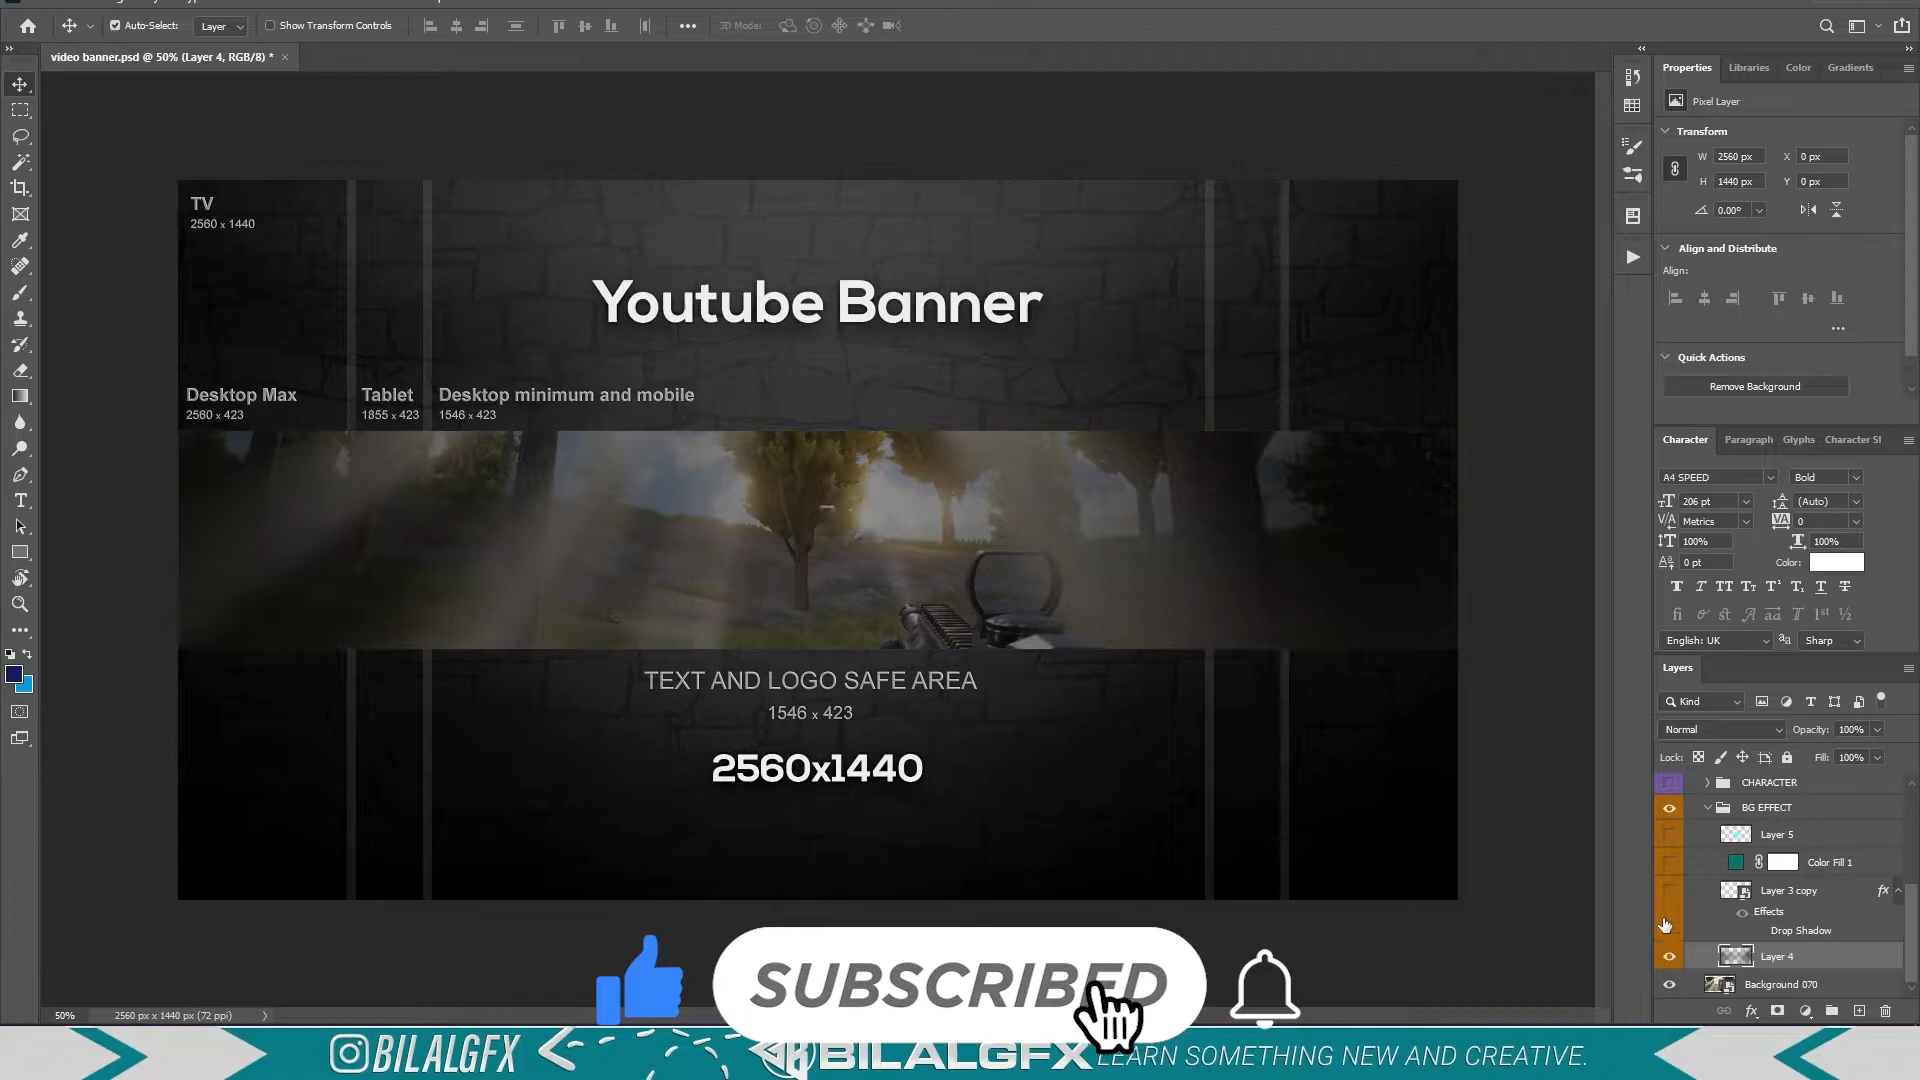 Auto-Select:
Layer
Show Transform Controls
3D Mode:
video banner.psd @ 50% (Layer 4, RGB/8) *
Properties
Libraries
Color
Gradients
Pixel Layer
Transform
W 2560 px X 0 px
H 1440 px Y 0 px
0.00°
Align and Distribute
Align:
Quick Actions
Remove Background
Character
Paragraph
Glyphs
Character St
A4 SPEED
Bold
206 pt
(Auto)
Metrics
0
100%
100%
0 pt
Color:
English: UK
Sharp
Layers
Kind
Normal
Opacity: 100%
Lock:
Fill: 100%
CHARACTER
BG EFFECT
Layer 5
Color Fill 1
Layer 3 copy
fx
Effects
Drop Shadow
Layer 4
Background 070
TV
2560 x 1440
Youtube Banner
Desktop Max
2560 x 423
Tablet
1855 x 423
Desktop minimum and mobile
1546 x 423
TEXT AND LOGO SAFE AREA
1546 x 423
2560x1440
SUBSCRIBED
50%
2560 px x 1440 px (72 ppi)
BILALGFX
BILALGFX
LEARN SOMETHING NEW AND CREATIVE.